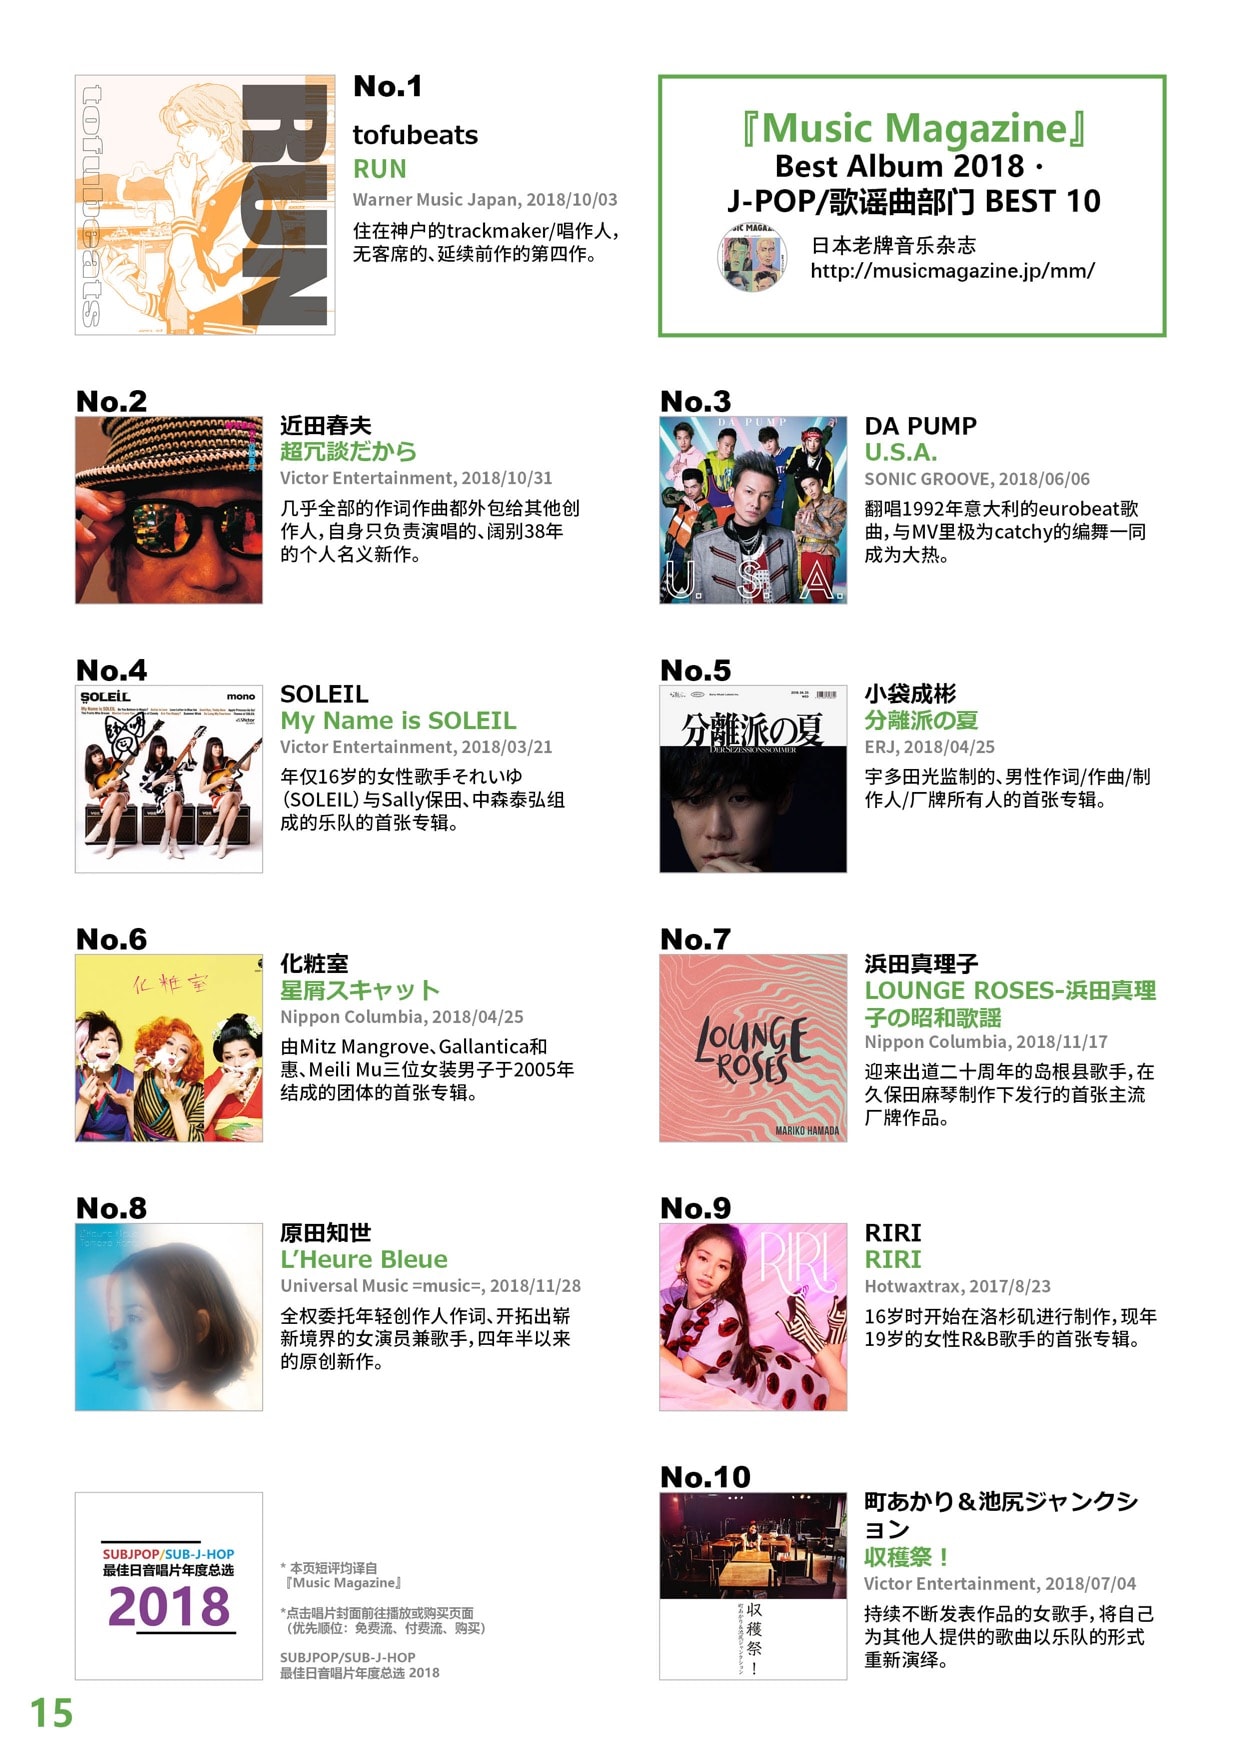 『Music Magazine』
Best Album 2018 ·
J-POP/歌谣曲部门 BEST 10
日本老牌音乐杂志
http://musicmagazine.jp/mm/
No.1
tofubeats
RUN
tofubeats
RUN
Warner Music Japan, 2018/10/03
住在神户的trackmaker/唱作人，
无客席的、延续前作的第四作。
No.2
近田春夫
超冗談だから
Victor Entertainment, 2018/10/31
几乎全部的作词作曲都外包给其他创
作人，自身只负责演唱的、阔别38年
的个人名义新作。
No.3
DA PUMP
U. S. A.
DA PUMP
U.S.A.
SONIC GROOVE, 2018/06/06
翻唱1992年意大利的eurobeat歌
曲，与MV里极为catchy的编舞一同
成为大热。
No.4
SOLEIL
mono
SOLEIL
My Name is SOLEIL
Victor Entertainment, 2018/03/21
年仅16岁的女性歌手それいゆ
（SOLEIL）与Sally保田、中森泰弘组
成的乐队的首张专辑。
No.5
分離派の夏
DER SEZESSIONSSOMMER
小袋成彬
分離派の夏
ERJ, 2018/04/25
宇多田光监制的、男性作词/作曲/制
作人/厂牌所有人的首张专辑。
No.6
化粧室
化粧室
星屑スキャット
Nippon Columbia, 2018/04/25
由Mitz Mangrove、Gallantica和
惠、Meili Mu三位女装男子于2005年
结成的团体的首张专辑。
No.7
LOUNGE
ROSES
MARIKO HAMADA
浜田真理子
LOUNGE ROSES-浜田真理
子の昭和歌謡
Nippon Columbia, 2018/11/17
迎来出道二十周年的岛根县歌手，在
久保田麻琴制作下发行的首张主流
厂牌作品。
No.8
原田知世
L’Heure Bleue
Universal Music =music=, 2018/11/28
全权委托年轻创作人作词、开拓出崭
新境界的女演员兼歌手，四年半以来
的原创新作。
No.9
RIRI
RIRI
RIRI
Hotwaxtrax, 2017/8/23
16岁时开始在洛杉矶进行制作，现年
19岁的女性R&B歌手的首张专辑。
No.10
収穫祭！
町あかり&池尻ジャンクション
町あかり＆池尻ジャンクシ
ョン
収穫祭！
Victor Entertainment, 2018/07/04
持续不断发表作品的女歌手，将自己
为其他人提供的歌曲以乐队的形式
重新演绎。
SUBJPOP/SUB-J-HOP
最佳日音唱片年度总选
2018
* 本页短评均译自
『Music Magazine』
*点击唱片封面前往播放或购买页面
（优先顺位：免费流、付费流、购买）
SUBJPOP/SUB-J-HOP
最佳日音唱片年度总选 2018
15